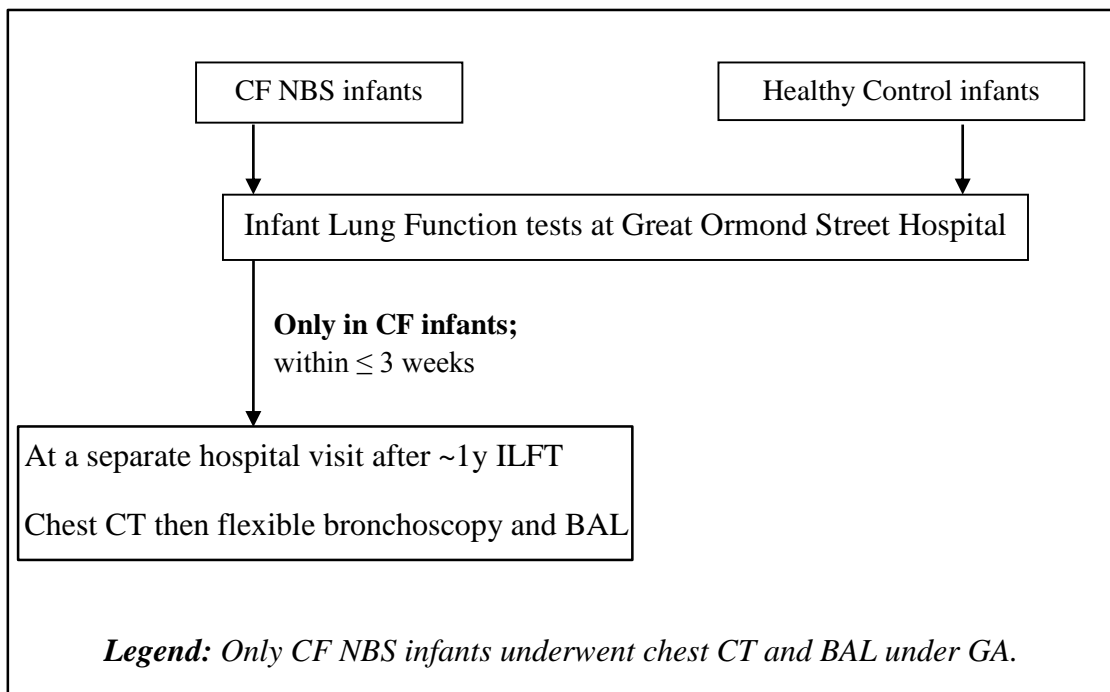 CF NBS infants
Healthy Control infants
Infant Lung Function tests at Great Ormond Street Hospital
Only in CF infants;
within ≤ 3 weeks
At a separate hospital visit after ~1y ILFT
Chest CT then flexible bronchoscopy and BAL
Legend: Only CF NBS infants underwent chest CT and BAL under GA.